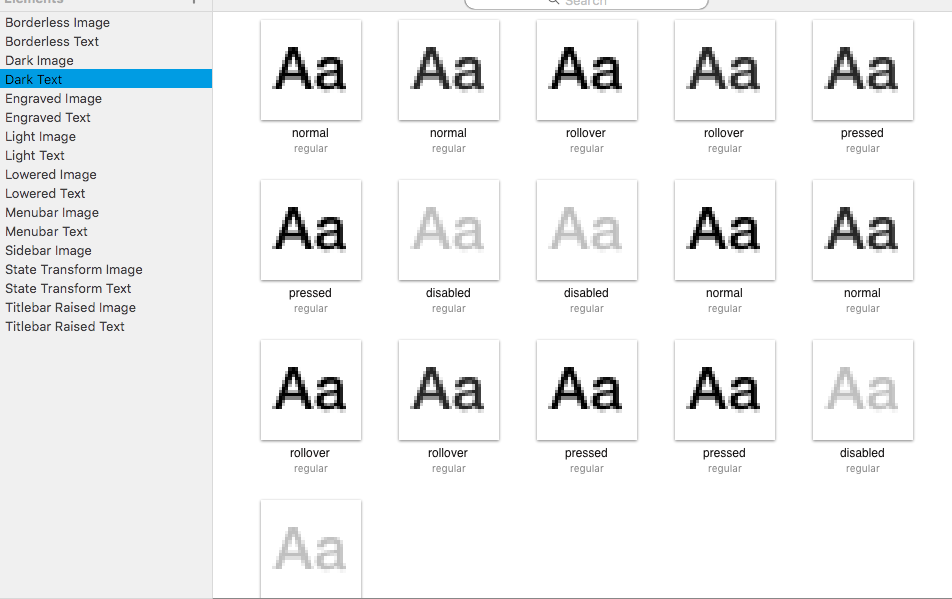 Elements +
Search
Borderless Image
Borderless Text
Dark Image
Dark Text
Engraved Image
Engraved Text
Light Image
Light Text
Lowered Image
Lowered Text
Menubar Image
Menubar Text
Sidebar Image
State Transform Image
State Transform Text
Titlebar Raised Image
Titlebar Raised Text
Aa Aa Aa Aa Aa
normal normal rollover rollover pressed
regular regular regular regular regular
Aa Aa Aa Aa Aa
pressed disabled disabled normal normal
regular regular regular regular regular
Aa Aa Aa Aa Aa
rollover rollover pressed pressed disabled
regular regular regular regular regular
Aa